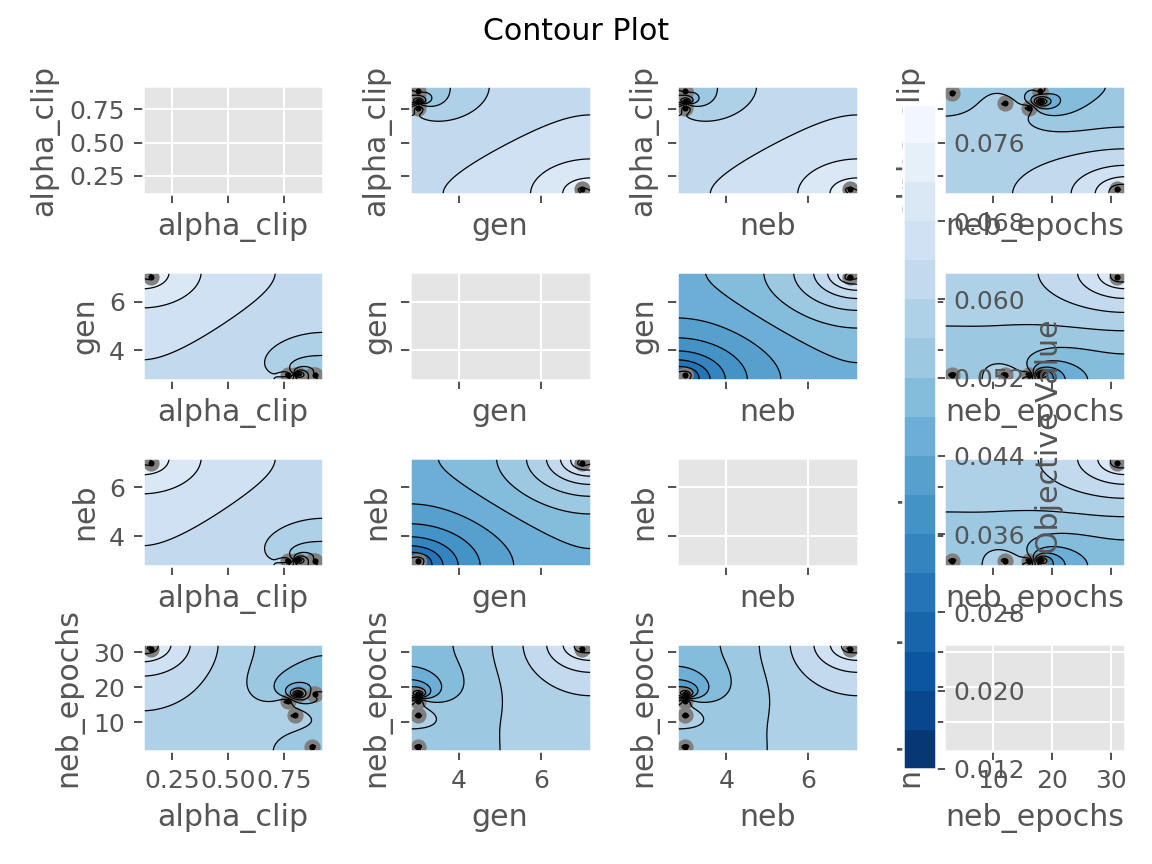 Contour Plot
alpha_clip
0.75
0.50
0.25
alpha_clip
alpha_clip
gen
alpha_clip
neb
lip
neb_epochs
gen
6
4
alpha_clip
gen
gen
gen
neb
neb_epochs
neb
6
4
alpha_clip
neb
gen
neb
neb
neb_epochs
neb_epochs
30
20
10
0.25
0.50
0.75
alpha_clip
neb_epochs
4
6
gen
neb_epochs
4
6
neb
n
10
20
30
neb_epochs
0.076
0.068
0.060
0.052
0.044
0.036
0.028
0.020
0.012
Objective Value